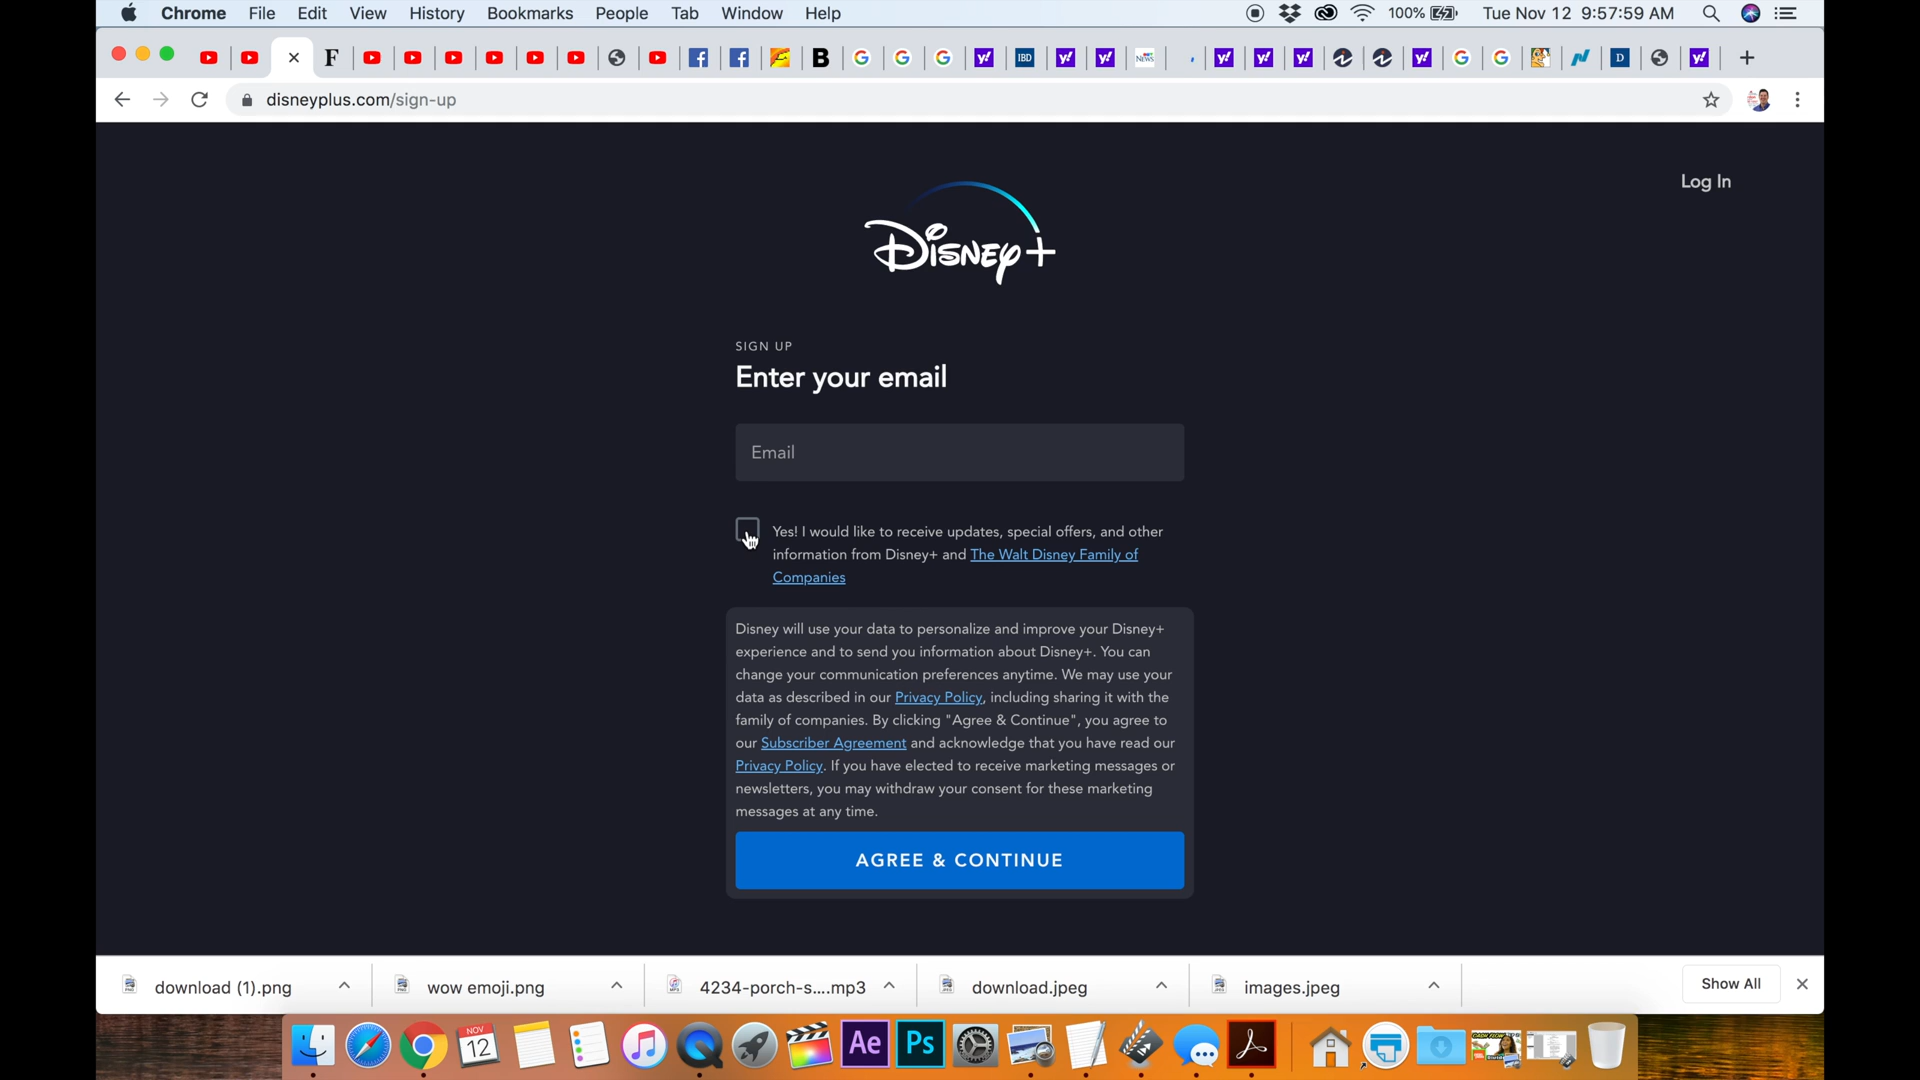 Chrome File Edit View History Bookmarks People Tab Window Help 100% Tue Nov 12 9:57:59 AM
F B G G G y! IBD y! y! NEWS y! y! y! y! G G D y!
disneyplus.com/sign-up
Log In
Disney+
SIGN UP
Enter your email
Email
Yes! I would like to receive updates, special offers, and other
information from Disney+ and The Walt Disney Family of
Companies
Disney will use your data to personalize and improve your Disney+
experience and to send you information about Disney+. You can
change your communication preferences anytime. We may use your
data as described in our Privacy Policy, including sharing it with the
family of companies. By clicking "Agree & Continue", you agree to
our Subscriber Agreement and acknowledge that you have read our
Privacy Policy. If you have elected to receive marketing messages or
newsletters, you may withdraw your consent for these marketing
messages at any time.
AGREE & CONTINUE
download (1).png wow emoji.png 4234-porch-s....mp3 download.jpeg images.jpeg Show All
NOV
12 Ae Ps